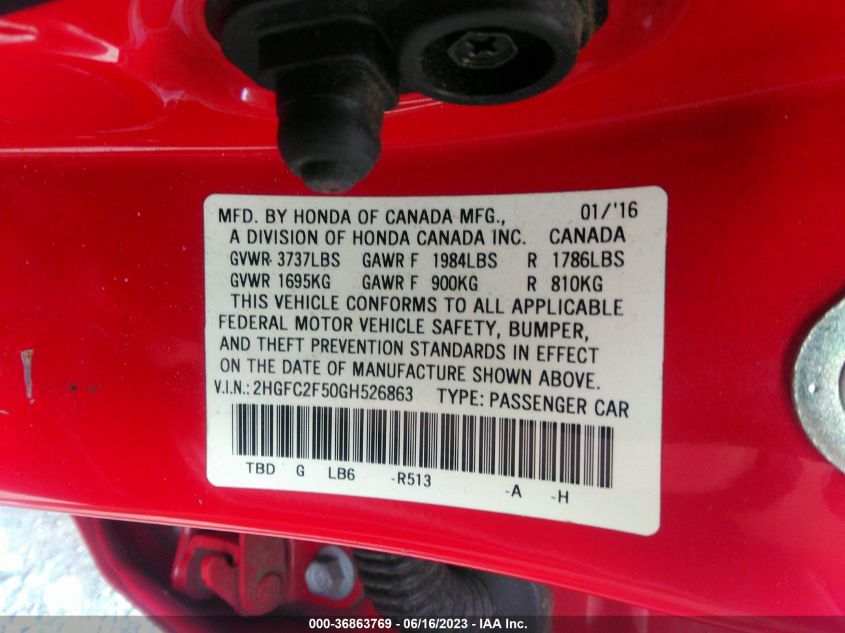 MFD. BY HONDA OF CANADA MFG., 01/'16
A DIVISION OF HONDA CANADA INC. CANADA
GVWR 3737LBS GAWR F 1984LBS R 1786LBS
GVWR 1695KG GAWR F 900KG R 810KG
THIS VEHICLE CONFORMS TO ALL APPLICABLE
FEDERAL MOTOR VEHICLE SAFETY, BUMPER,
AND THEFT PREVENTION STANDARDS IN EFFECT
ON THE DATE OF MANUFACTURE SHOWN ABOVE.
V.I.N.: 2HGFC2F50GH526863 TYPE: PASSENGER CAR
TBD G LB6 -R513 -A -H
000-36863769 - 06/16/2023 - IAA Inc.